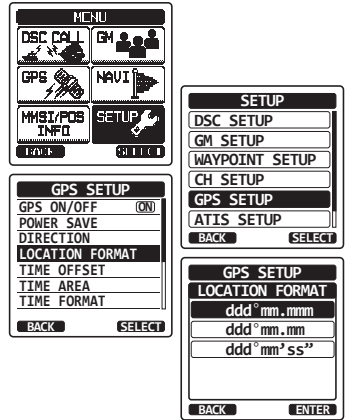 MENU
DSC CALL GM
GPS NAVI
MMSI/POS INFO SETUP
BACK SELECT
SETUP
DSC SETUP
GM SETUP
WAYPOINT SETUP
CH SETUP
GPS SETUP
ATIS SETUP
BACK SELECT
GPS SETUP
GPS ON/OFF ON
POWER SAVE
DIRECTION
LOCATION FORMAT
TIME OFFSET
TIME AREA
TIME FORMAT
BACK SELECT
GPS SETUP
LOCATION FORMAT
ddd°mm.mmm
ddd°mm.mm
ddd°mm’ss”
BACK ENTER